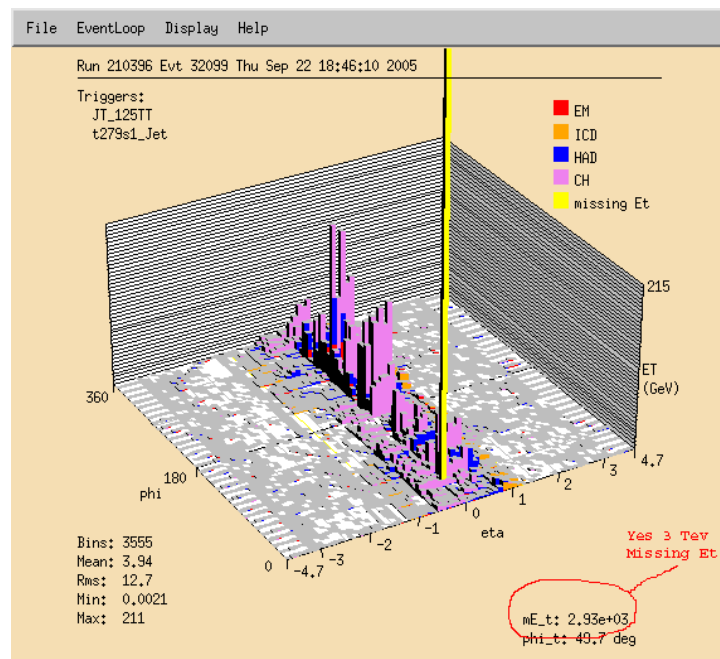 File EventLoop Display Help
Run 210396 Evt 32099 Thu Sep 22 18:46:10 2005
Triggers:
JT_125TT
t279s1_Jet
EM
ICD
HAD
CH
missing Et
215
ET
(GeV)
360
180
phi
0
-4.7
-3
-2
-1
0
1
2
3
4.7
eta
Bins: 3555
Mean: 3.94
Rms: 12.7
Min: 0.0021
Max: 211
Yes 3 Tev
Missing Et
mE_t: 2.93e+03
phi_t: 49.7 deg